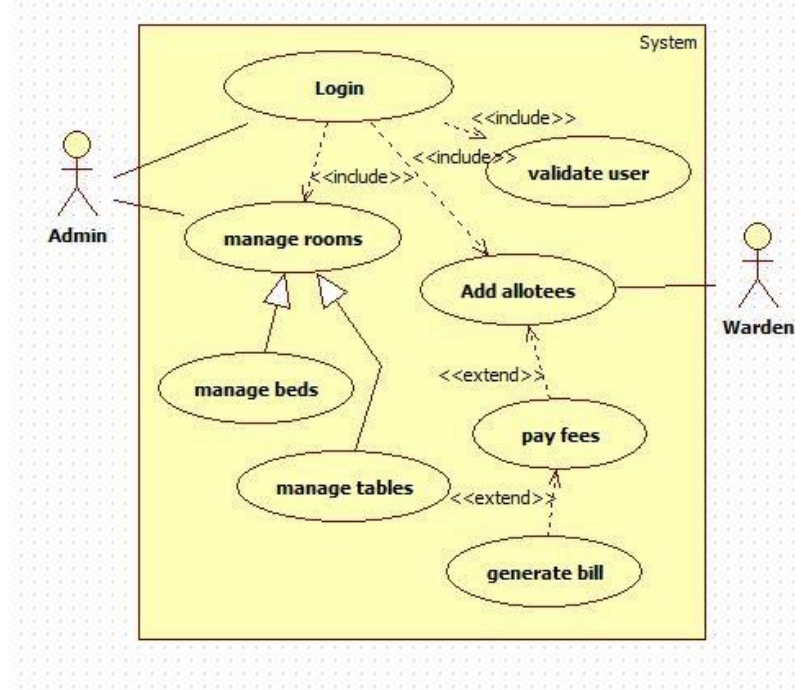 System
Login
<<include>>
<<include>>
validate user
<<include>>
Admin
manage rooms
Add allotees
Warden
<<extend>>
manage beds
pay fees
manage tables
<<extend>>
generate bill